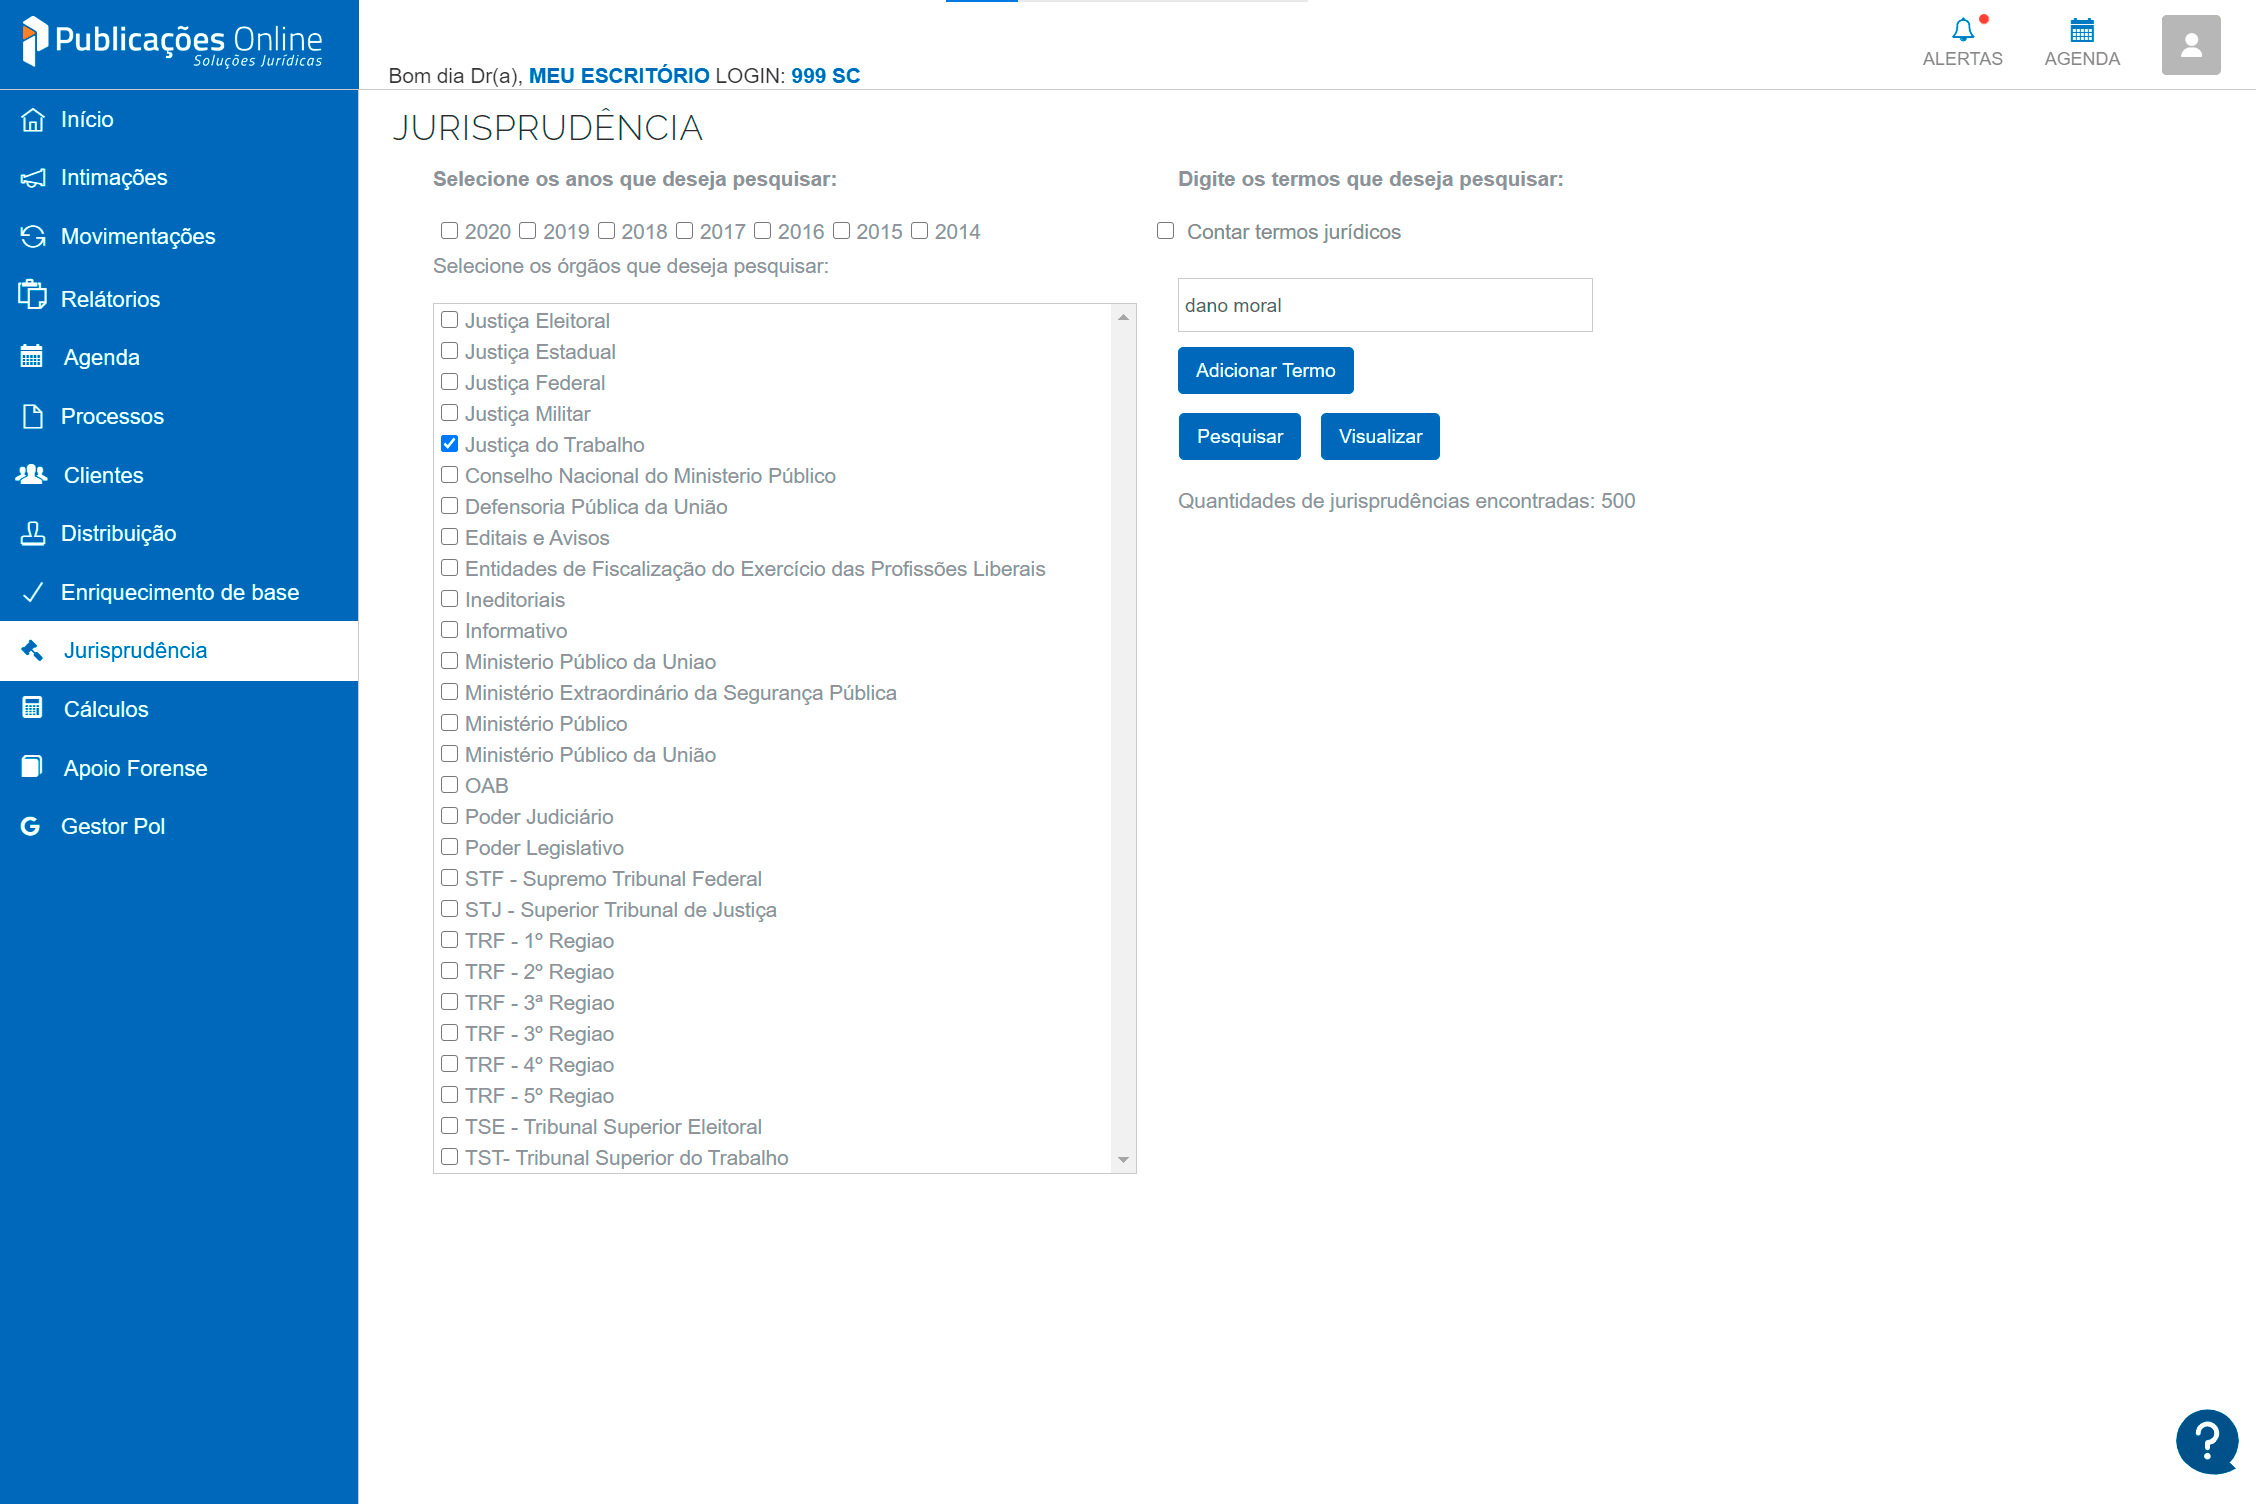 Publicações Online
Soluções Jurídicas
Bom dia Dr(a), MEU ESCRITÓRIO LOGIN: 999 SC
ALERTAS
AGENDA
Início
Intimações
Movimentações
Relátorios
Agenda
Processos
Clientes
Distribuição
Enriquecimento de base
Jurisprudência
Cálculos
Apoio Forense
Gestor Pol
JURISPRUDÊNCIA
Selecione os anos que deseja pesquisar:
2020 2019 2018 2017 2016 2015 2014
Selecione os órgãos que deseja pesquisar:
Justiça Eleitoral
Justiça Estadual
Justiça Federal
Justiça Militar
Justiça do Trabalho
Conselho Nacional do Ministerio Público
Defensoria Pública da União
Editais e Avisos
Entidades de Fiscalização do Exercício das Profissões Liberais
Ineditoriais
Informativo
Ministerio Público da Uniao
Ministério Extraordinário da Segurança Pública
Ministério Público
Ministério Público da União
OAB
Poder Judiciário
Poder Legislativo
STF - Supremo Tribunal Federal
STJ - Superior Tribunal de Justiça
TRF - 1º Regiao
TRF - 2º Regiao
TRF - 3ª Regiao
TRF - 3º Regiao
TRF - 4º Regiao
TRF - 5º Regiao
TSE - Tribunal Superior Eleitoral
TST- Tribunal Superior do Trabalho
Digite os termos que deseja pesquisar:
Contar termos jurídicos
dano moral
Adicionar Termo
Pesquisar
Visualizar
Quantidades de jurisprudências encontradas: 500